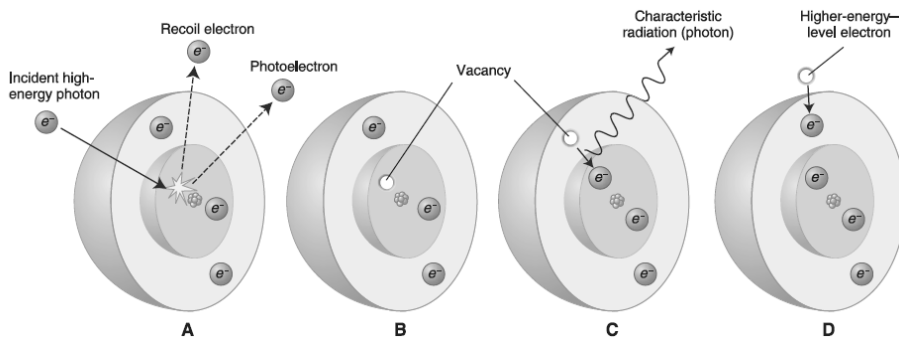 Recoil electron
e⁻
Photoelectron
e⁻
Incident high-
energy photon
e⁻
e⁻
e⁻
e⁻
A
Vacancy
e⁻
e⁻
e⁻
B
Characteristic
radiation (photon)
e⁻
e⁻
e⁻
C
Higher-energy-
level electron
e⁻
e⁻
e⁻
e⁻
D